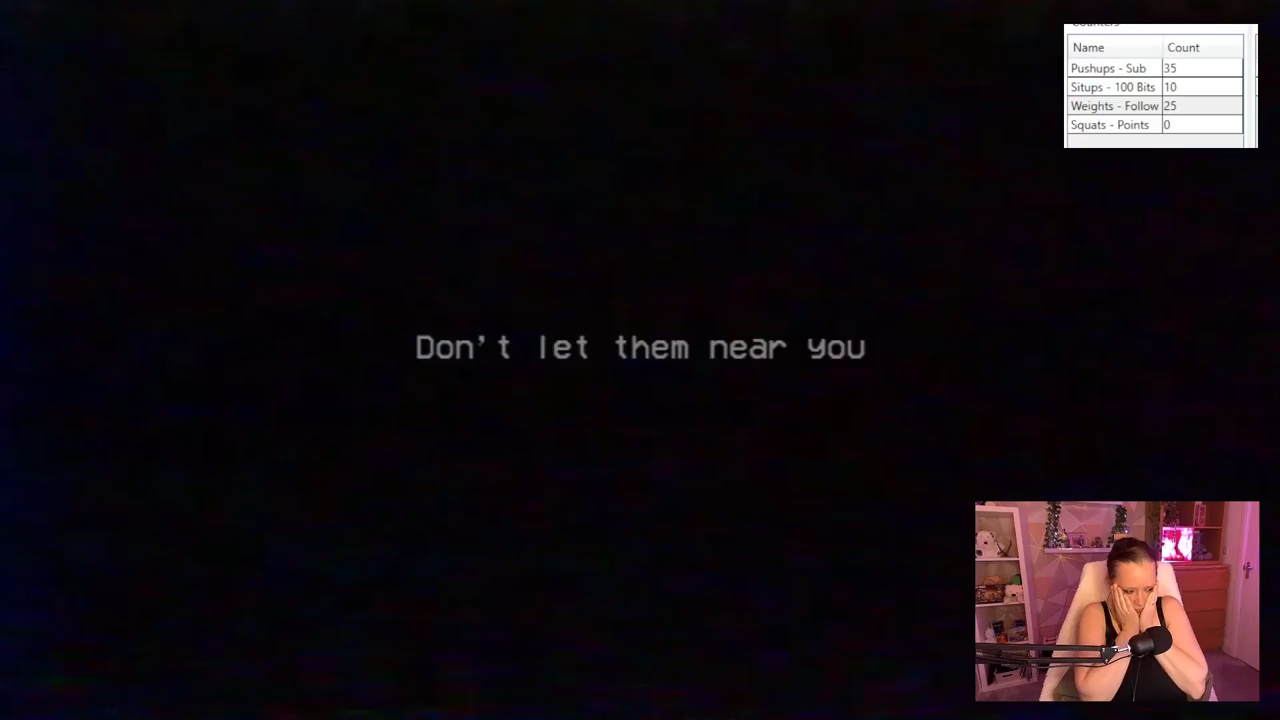 Counters
Name Count
Pushups - Sub 35
Situps - 100 Bits 10
Weights - Follow 25
Squats - Points 0
Don't let them near you